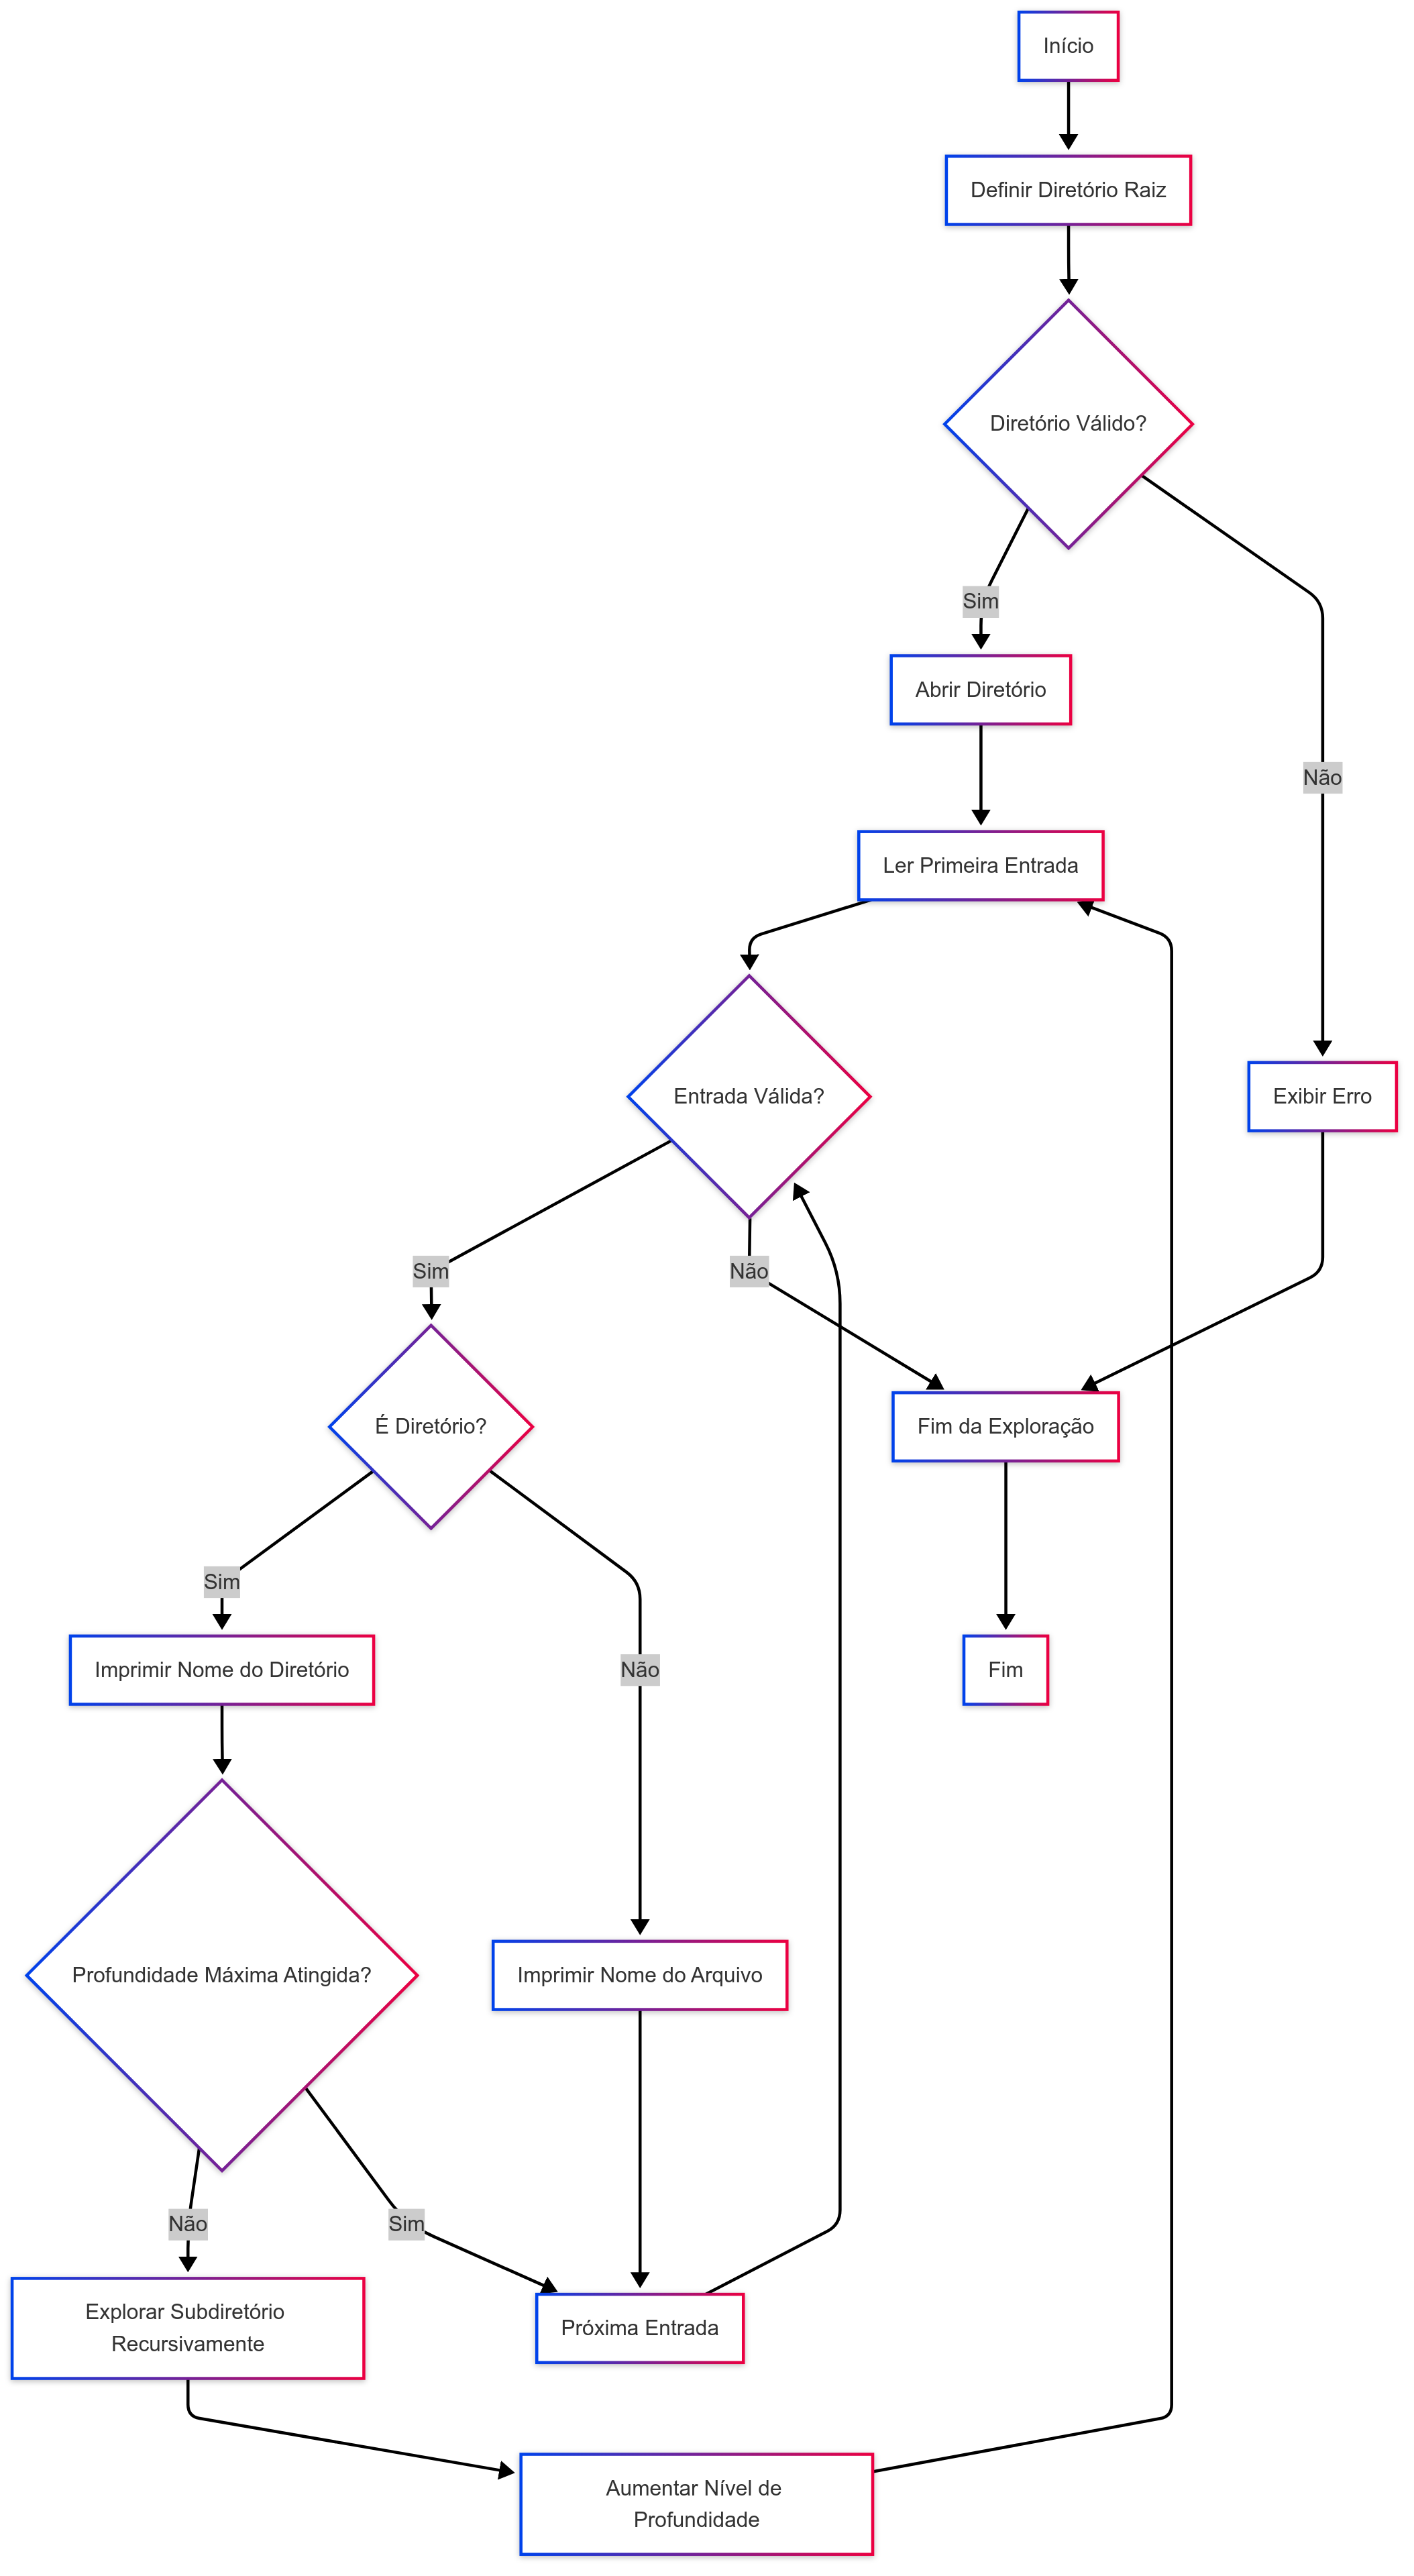 Início
Definir Diretório Raiz
Diretório Válido?
Sim
Abrir Diretório
Não
Ler Primeira Entrada
Entrada Válida?
Exibir Erro
Sim
Não
É Diretório?
Fim da Exploração
Sim
Imprimir Nome do Diretório
Não
Fim
Profundidade Máxima Atingida?
Imprimir Nome do Arquivo
Não
Sim
Explorar Subdiretório
Recursivamente
Próxima Entrada
Aumentar Nível de
Profundidade